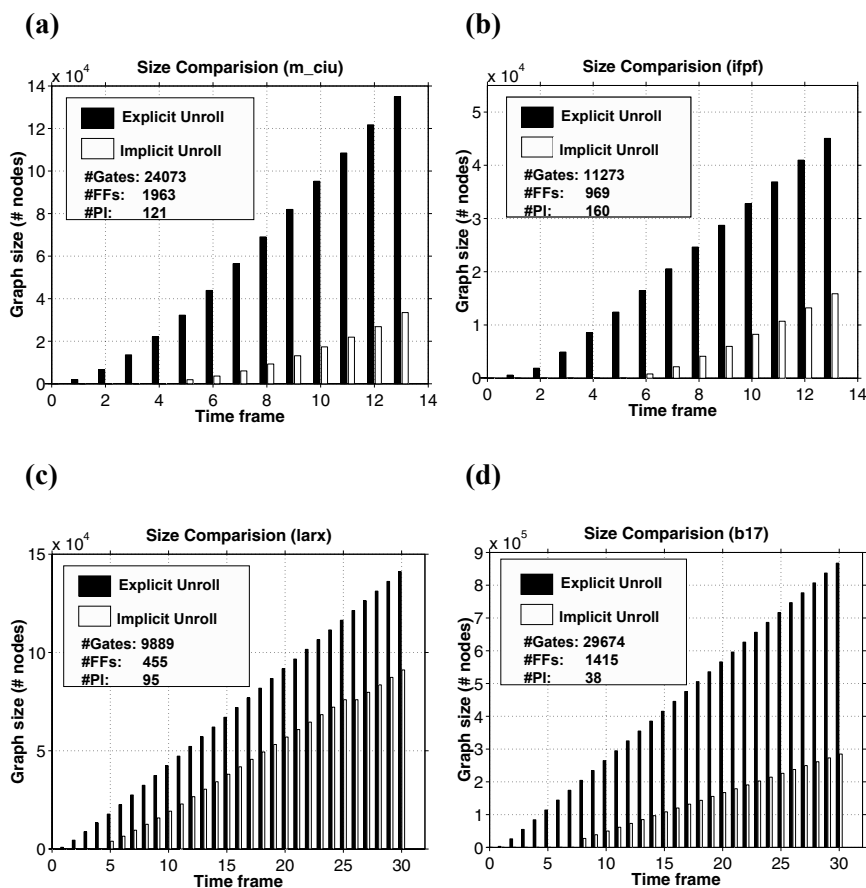 (a)
Size Comparision (m_ciu)
x 10^4
Graph size (# nodes)
14
12
10
8
6
4
2
0
Explicit Unroll
Implicit Unroll
#Gates: 24073
#FFs: 1963
#PI: 121
0 2 4 6 8 10 12 14
Time frame
(b)
Size Comparision (ifpf)
x 10^4
Graph size (# nodes)
5
4
3
2
1
0
Explicit Unroll
Implicit Unroll
#Gates: 11273
#FFs: 969
#PI: 160
0 2 4 6 8 10 12 14
Time frame
(c)
Size Comparision (larx)
x 10^4
Graph size (# nodes)
15
10
5
0
Explicit Unroll
Implicit Unroll
#Gates: 9889
#FFs: 455
#PI: 95
0 5 10 15 20 25 30
Time frame
(d)
Size Comparision (b17)
x 10^5
Graph size (# nodes)
9
8
7
6
5
4
3
2
1
0
Explicit Unroll
Implicit Unroll
#Gates: 29674
#FFs: 1415
#PI: 38
0 5 10 15 20 25 30
Time frame